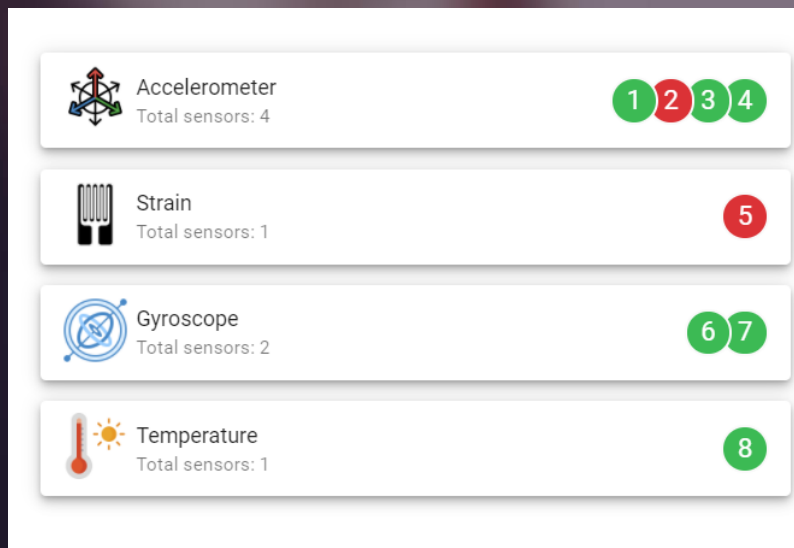 Accelerometer
Total sensors: 4
1 2 3 4
Strain
Total sensors: 1
5
Gyroscope
Total sensors: 2
6 7
Temperature
Total sensors: 1
8